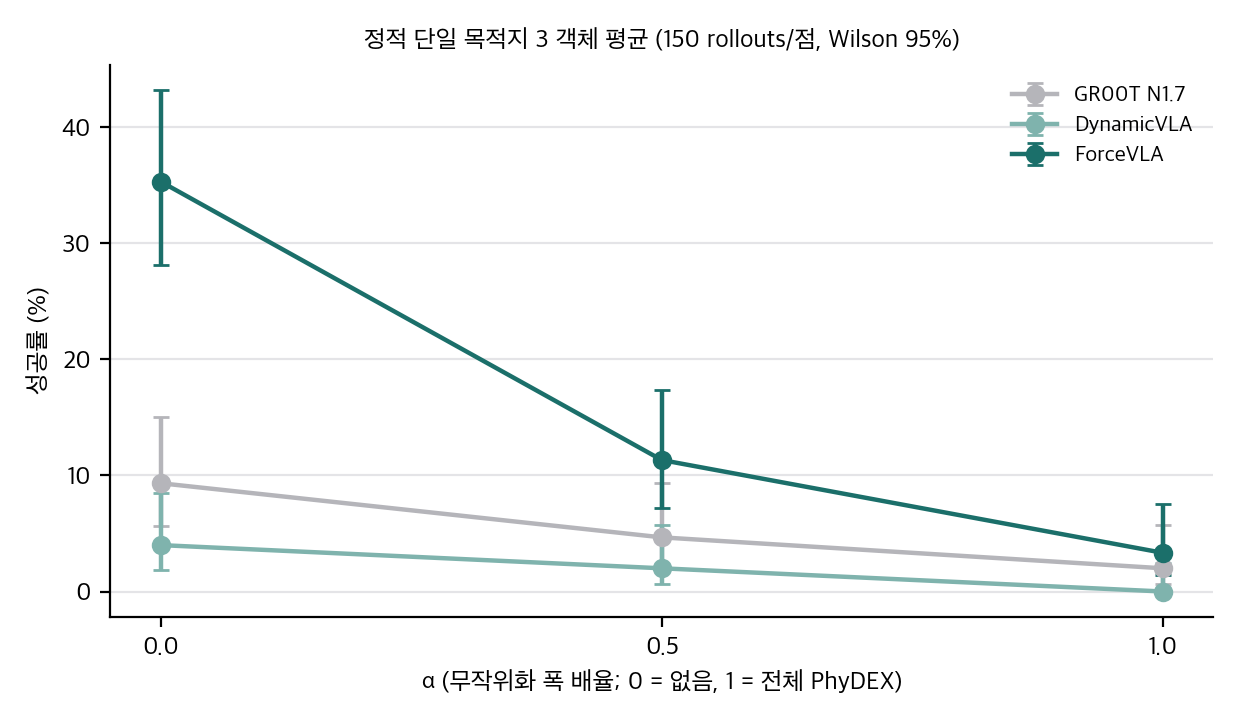 정적 단일 목적지 3 객체 평균 (150 rollouts/점, Wilson 95%)
GR00T N1.7
DynamicVLA
ForceVLA
성공률 (%)
40
30
20
10
0
0.0 0.5 1.0
α (무작위화 폭 배율; 0 = 없음, 1 = 전체 PhyDEX)